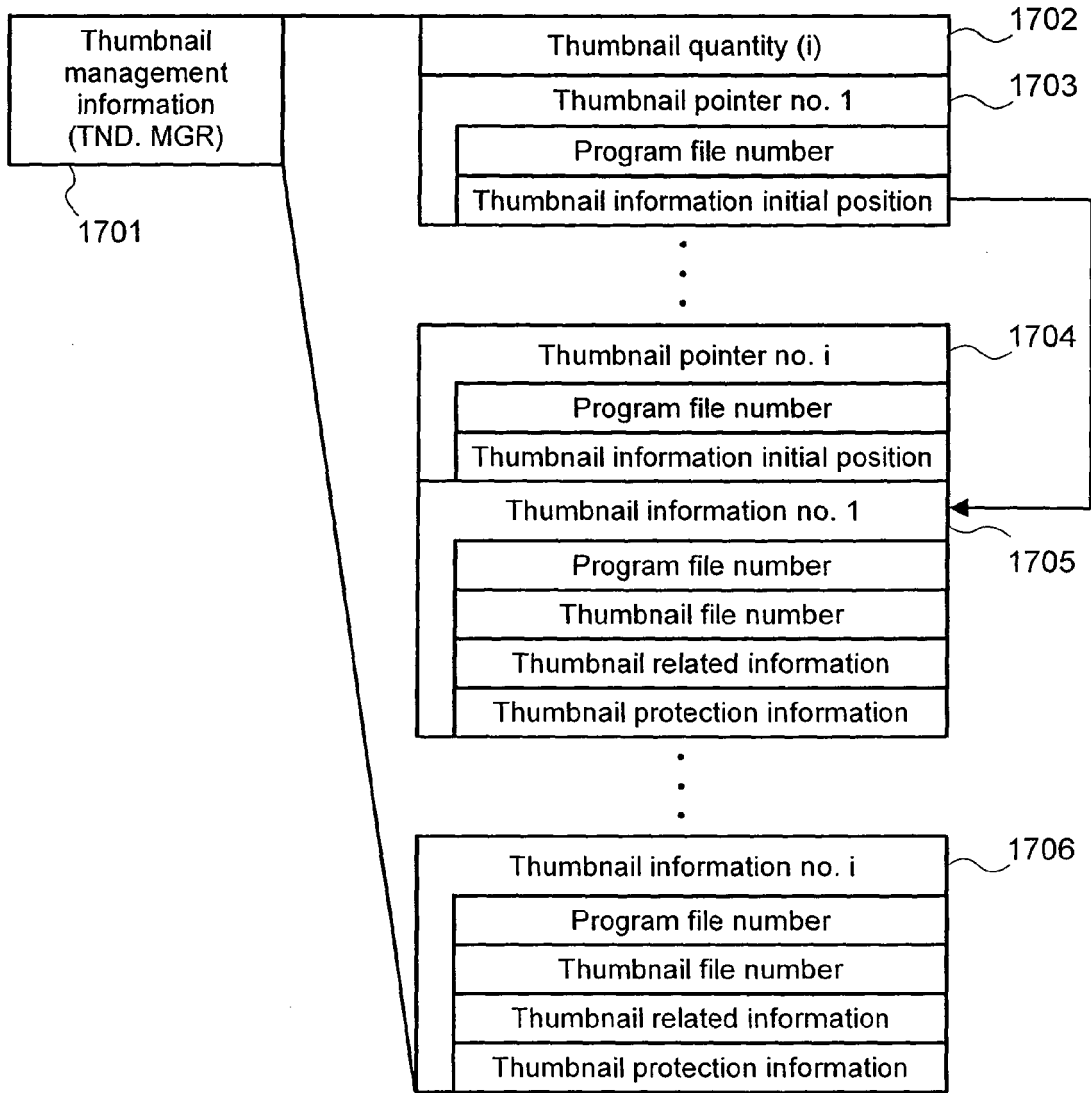 Thumbnail
management
information
(TND. MGR)
1701
Thumbnail quantity (i)
1702
Thumbnail pointer no. 1
1703
Program file number
Thumbnail information initial position
Thumbnail pointer no. i
1704
Program file number
Thumbnail information initial position
Thumbnail information no. 1
1705
Program file number
Thumbnail file number
Thumbnail related information
Thumbnail protection information
Thumbnail information no. i
1706
Program file number
Thumbnail file number
Thumbnail related information
Thumbnail protection information